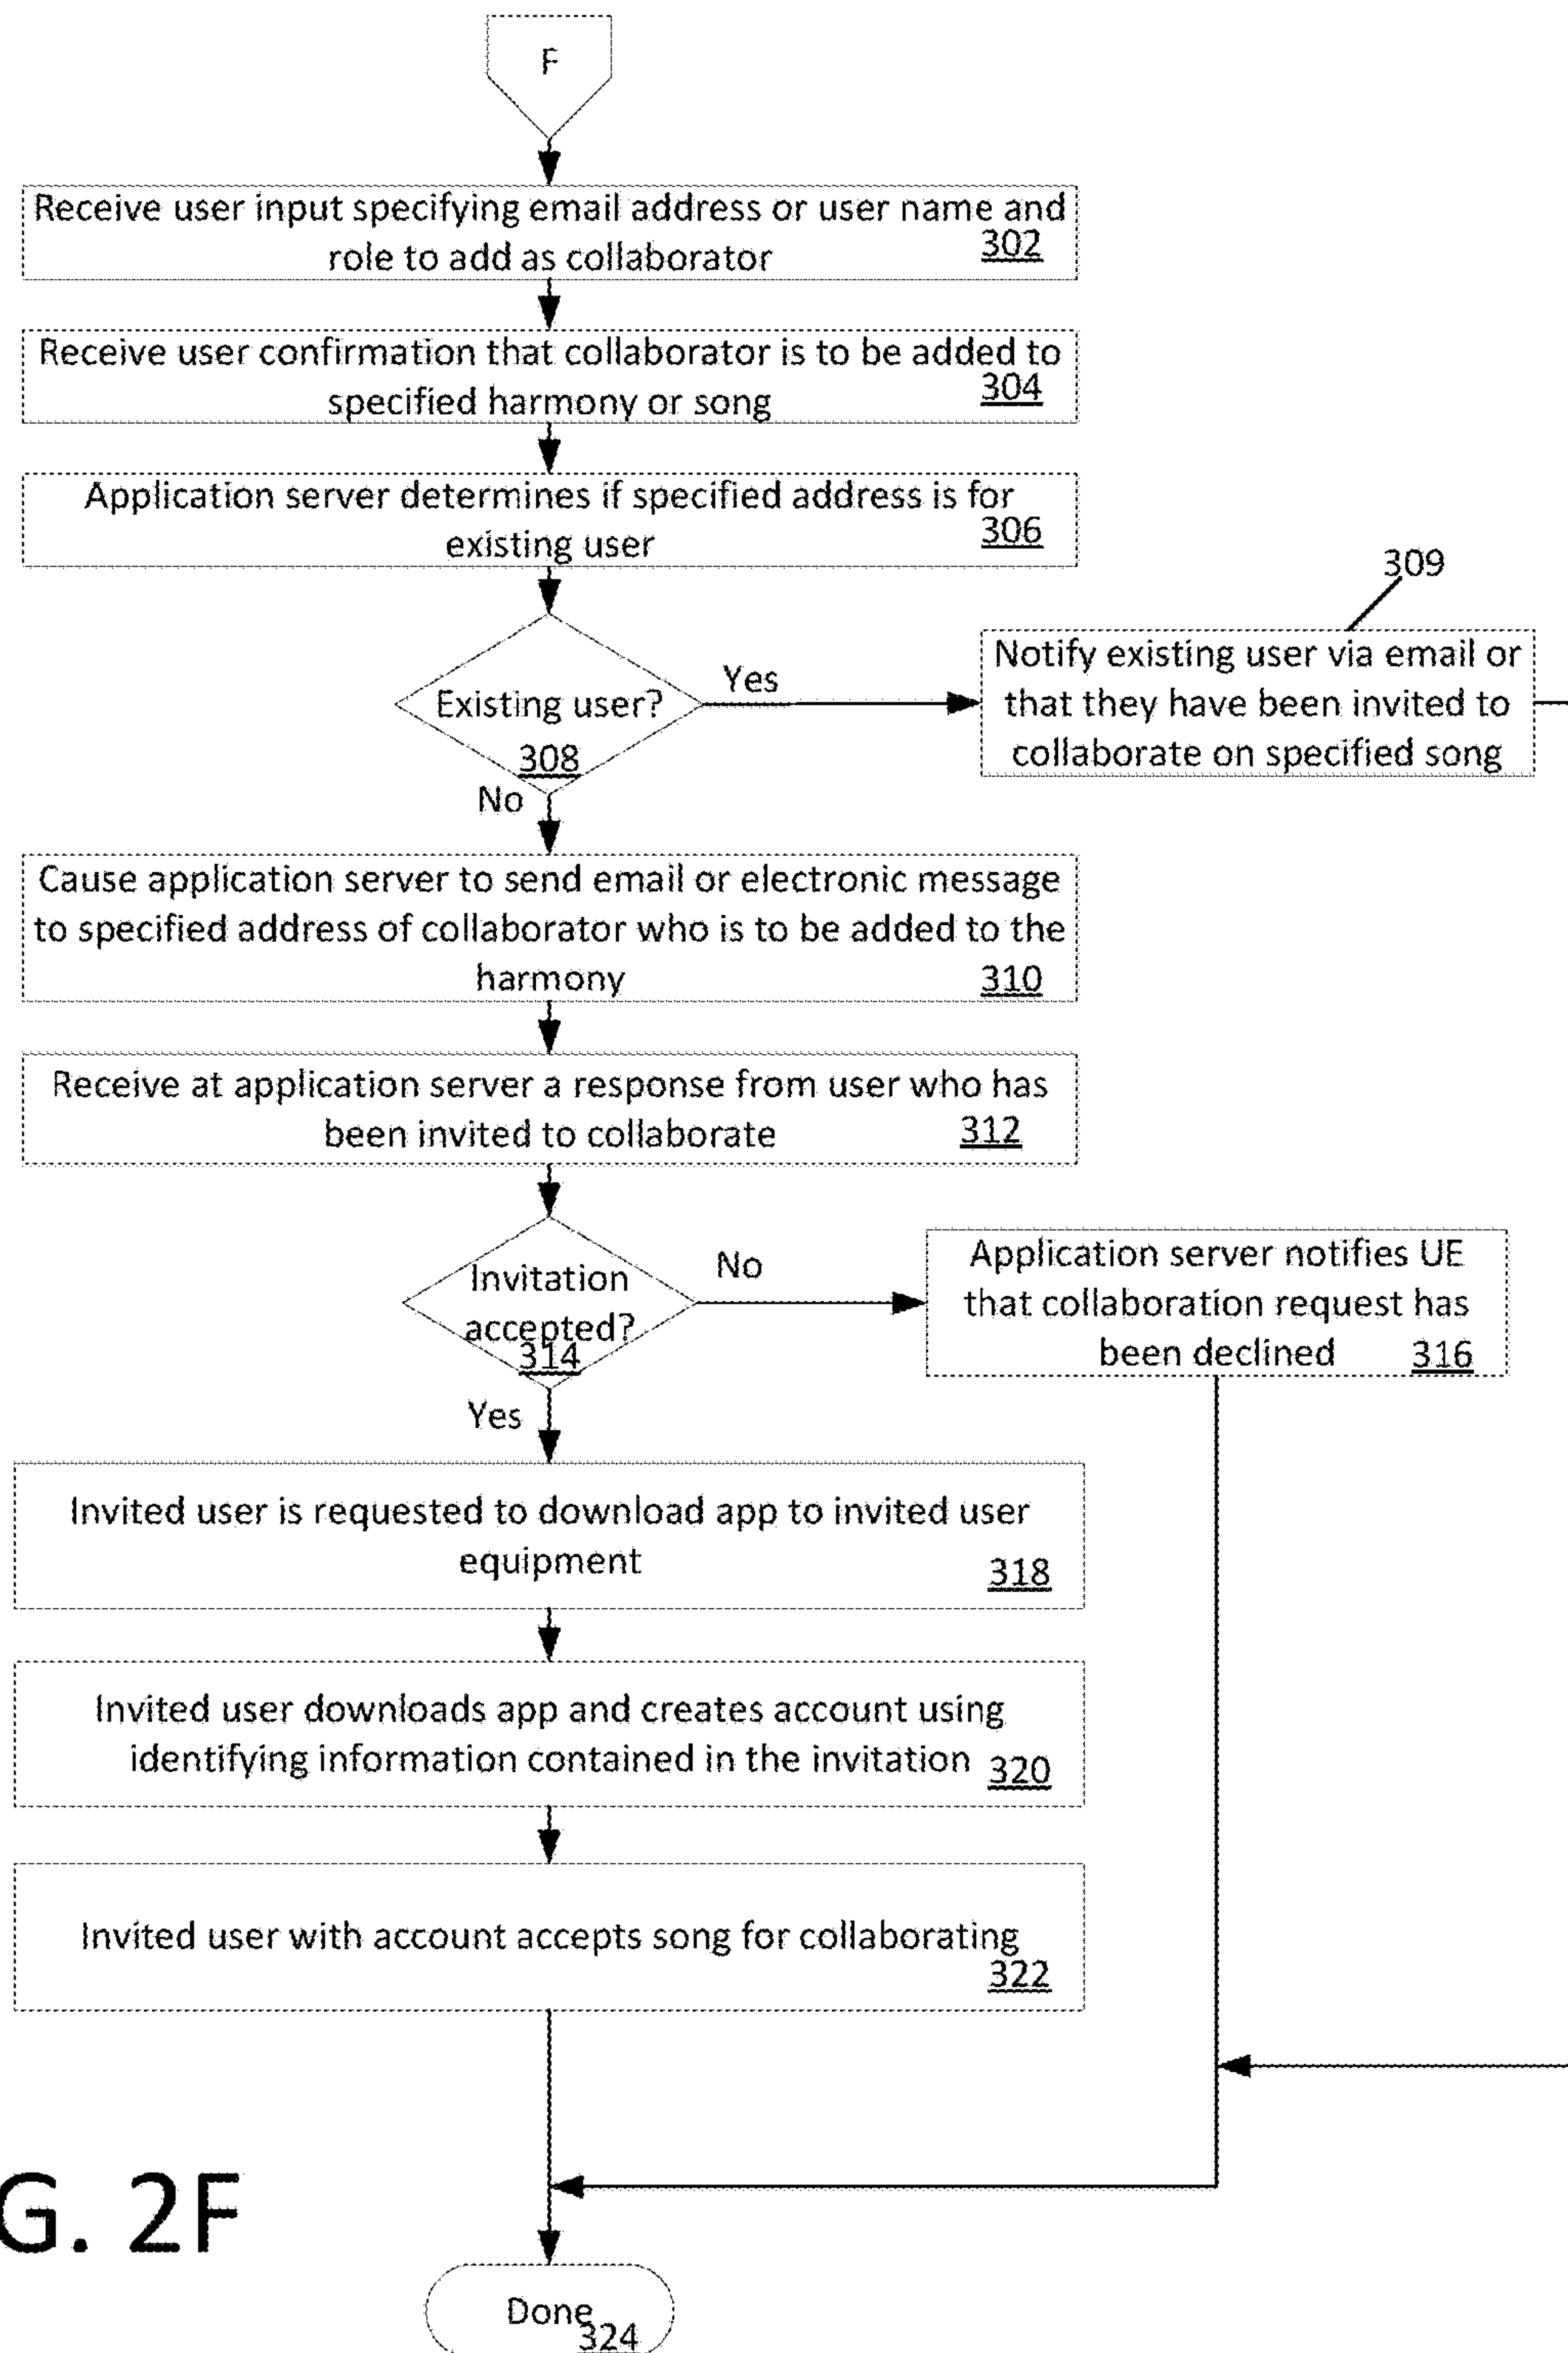 F
Receive user input specifying email address or user name and
role to add as collaborator
302
Receive user confirmation that collaborator is to be added to
specified harmony or song
304
Application server determines if specified address is for
existing user
306
309
Existing user?
308
Yes
No
Notify existing user via email or
that they have been invited to
collaborate on specified song
Cause application server to send email or electronic message
to specified address of collaborator who is to be added to the
harmony
310
Receive at application server a response from user who has
been invited to collaborate
312
Invitation
accepted?
314
No
Yes
Application server notifies UE
that collaboration request has
been declined
316
Invited user is requested to download app to invited user
equipment
318
Invited user downloads app and creates account using
identifying information contained in the invitation
320
Invited user with account accepts song for collaborating
322
G. 2F
Done
324